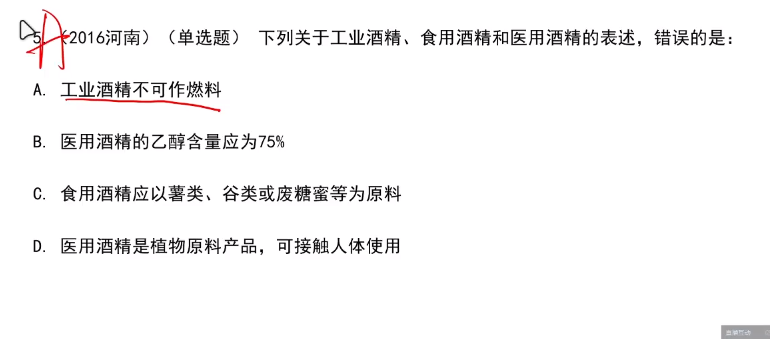 5.（2016河南）（单选题） 下列关于工业酒精、食用酒精和医用酒精的表述，错误的是：
A
A. 工业酒精不可作燃料
B. 医用酒精的乙醇含量应为75%
C. 食用酒精应以薯类、谷类或废糖蜜等为原料
D. 医用酒精是植物原料产品，可接触人体使用